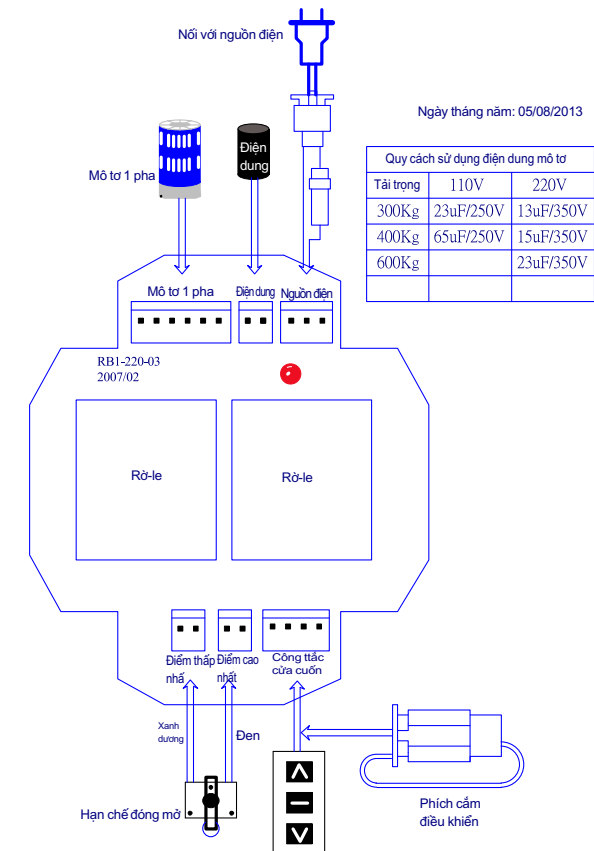 Nối với nguồn điện
Ngày tháng năm: 05/08/2013
Quy cách sử dụng điện dung mô tơ
Tải trọng 110V 220V
300Kg 23uF/250V 13uF/350V
400Kg 65uF/250V 15uF/350V
600Kg 23uF/350V
Điện
dung
Mô tơ 1 pha
Mô tơ 1 pha
Điện dung
Nguồn điện
RB1-220-03
2007/02
Rờ-le
Rờ-le
Điểm thấp
nhấ
Điểm cao
nhất
Công ttắc
cửa cuốn
Xanh
dương
Đen
Hạn chế đóng mở
Phích cắm
điều khiển